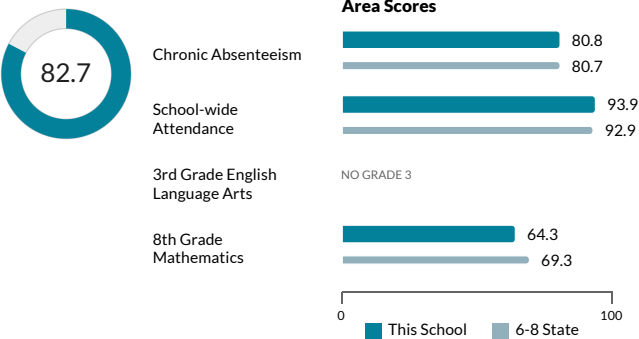 Area Scores
82.7
Chronic Absenteeism
80.8
80.7
School-wide
Attendance
93.9
92.9
3rd Grade English
Language Arts
NO GRADE 3
8th Grade
Mathematics
64.3
69.3
0
100
This School
6-8 State